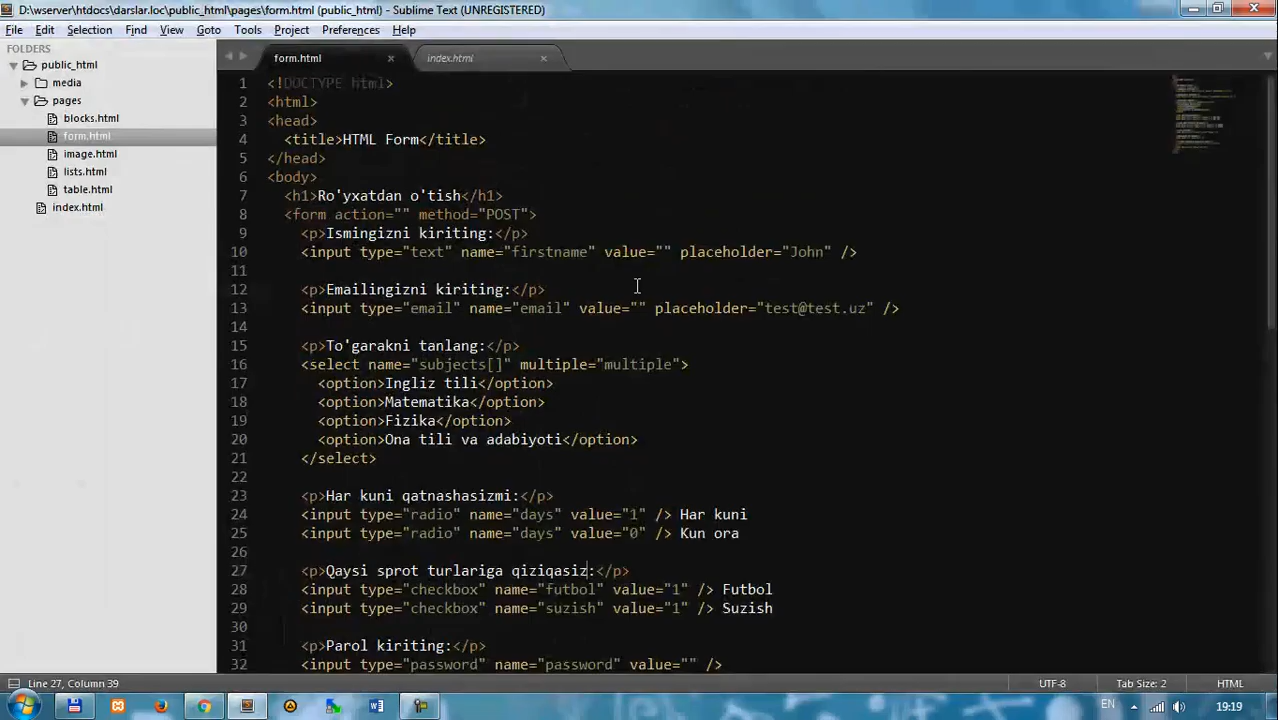 D:\wserver\htdocs\darslar.loc\public_html\pages\form.html (public_html) - Sublime Text (UNREGISTERED)
File Edit Selection Find View Goto Tools Project Preferences Help
FOLDERS
public_html
media
pages
blocks.html
form.html
image.html
lists.html
table.html
index.html
form.html × index.html ×
1 <!DOCTYPE html>
2 <html>
3 <head>
4 <title>HTML Form</title>
5 </head>
6 <body>
7 <h1>Ro'yxatdan o'tish</h1>
8 <form action="" method="POST">
9 <p>Ismingizni kiriting:</p>
10 <input type="text" name="firstname" value="" placeholder="John" />
11
12 <p>Emailingizni kiriting:</p>
13 <input type="email" name="email" value="" placeholder="test@test.uz" />
14
15 <p>To'garakni tanlang:</p>
16 <select name="subjects[]" multiple="multiple">
17 <option>Ingliz tili</option>
18 <option>Matematika</option>
19 <option>Fizika</option>
20 <option>Ona tili va adabiyoti</option>
21 </select>
22
23 <p>Har kuni qatnashasizmi:</p>
24 <input type="radio" name="days" value="1" /> Har kuni
25 <input type="radio" name="days" value="0" /> Kun ora
26
27 <p>Qaysi sprot turlariga qiziqasiz:</p>
28 <input type="checkbox" name="futbol" value="1" /> Futbol
29 <input type="checkbox" name="suzish" value="1" /> Suzish
30
31 <p>Parol kiriting:</p>
32 <input type="password" name="password" value="" />
Line 27, Column 39 UTF-8 Tab Size: 2 HTML
EN 19:19